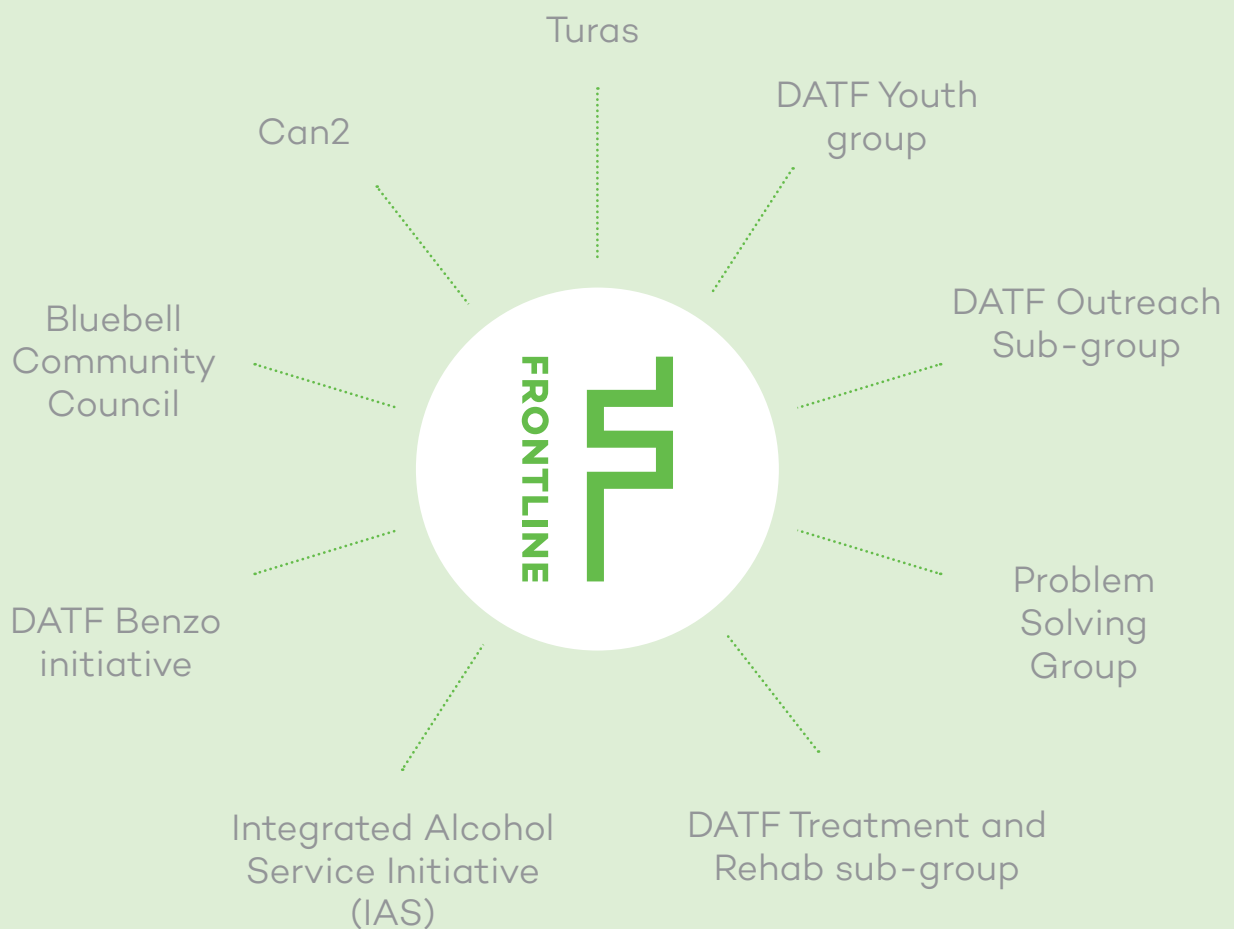 Turas
DATF Youth
group
Can2
DATF Outreach
Sub-group
Bluebell
Community
Council
FRONTLINE
Problem
Solving
Group
DATF Benzo
initiative
Integrated Alcohol
Service Initiative
(IAS)
DATF Treatment and
Rehab sub-group